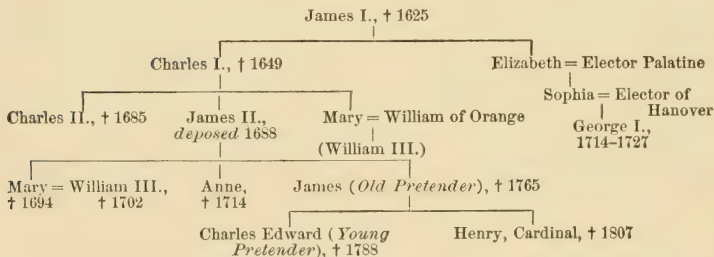 James I., † 1625
Charles I., † 1649 Elizabeth = Elector Palatine
Sophia = Elector of
Hanover
Charles II., † 1685 James II., Mary = William of Orange
deposed 1688 George I.,
1714–1727
(William III.)
Mary = William III., Anne, James (Old Pretender), † 1765
† 1694 † 1702 † 1714
Charles Edward (Young Henry, Cardinal, † 1807
Pretender), † 1788